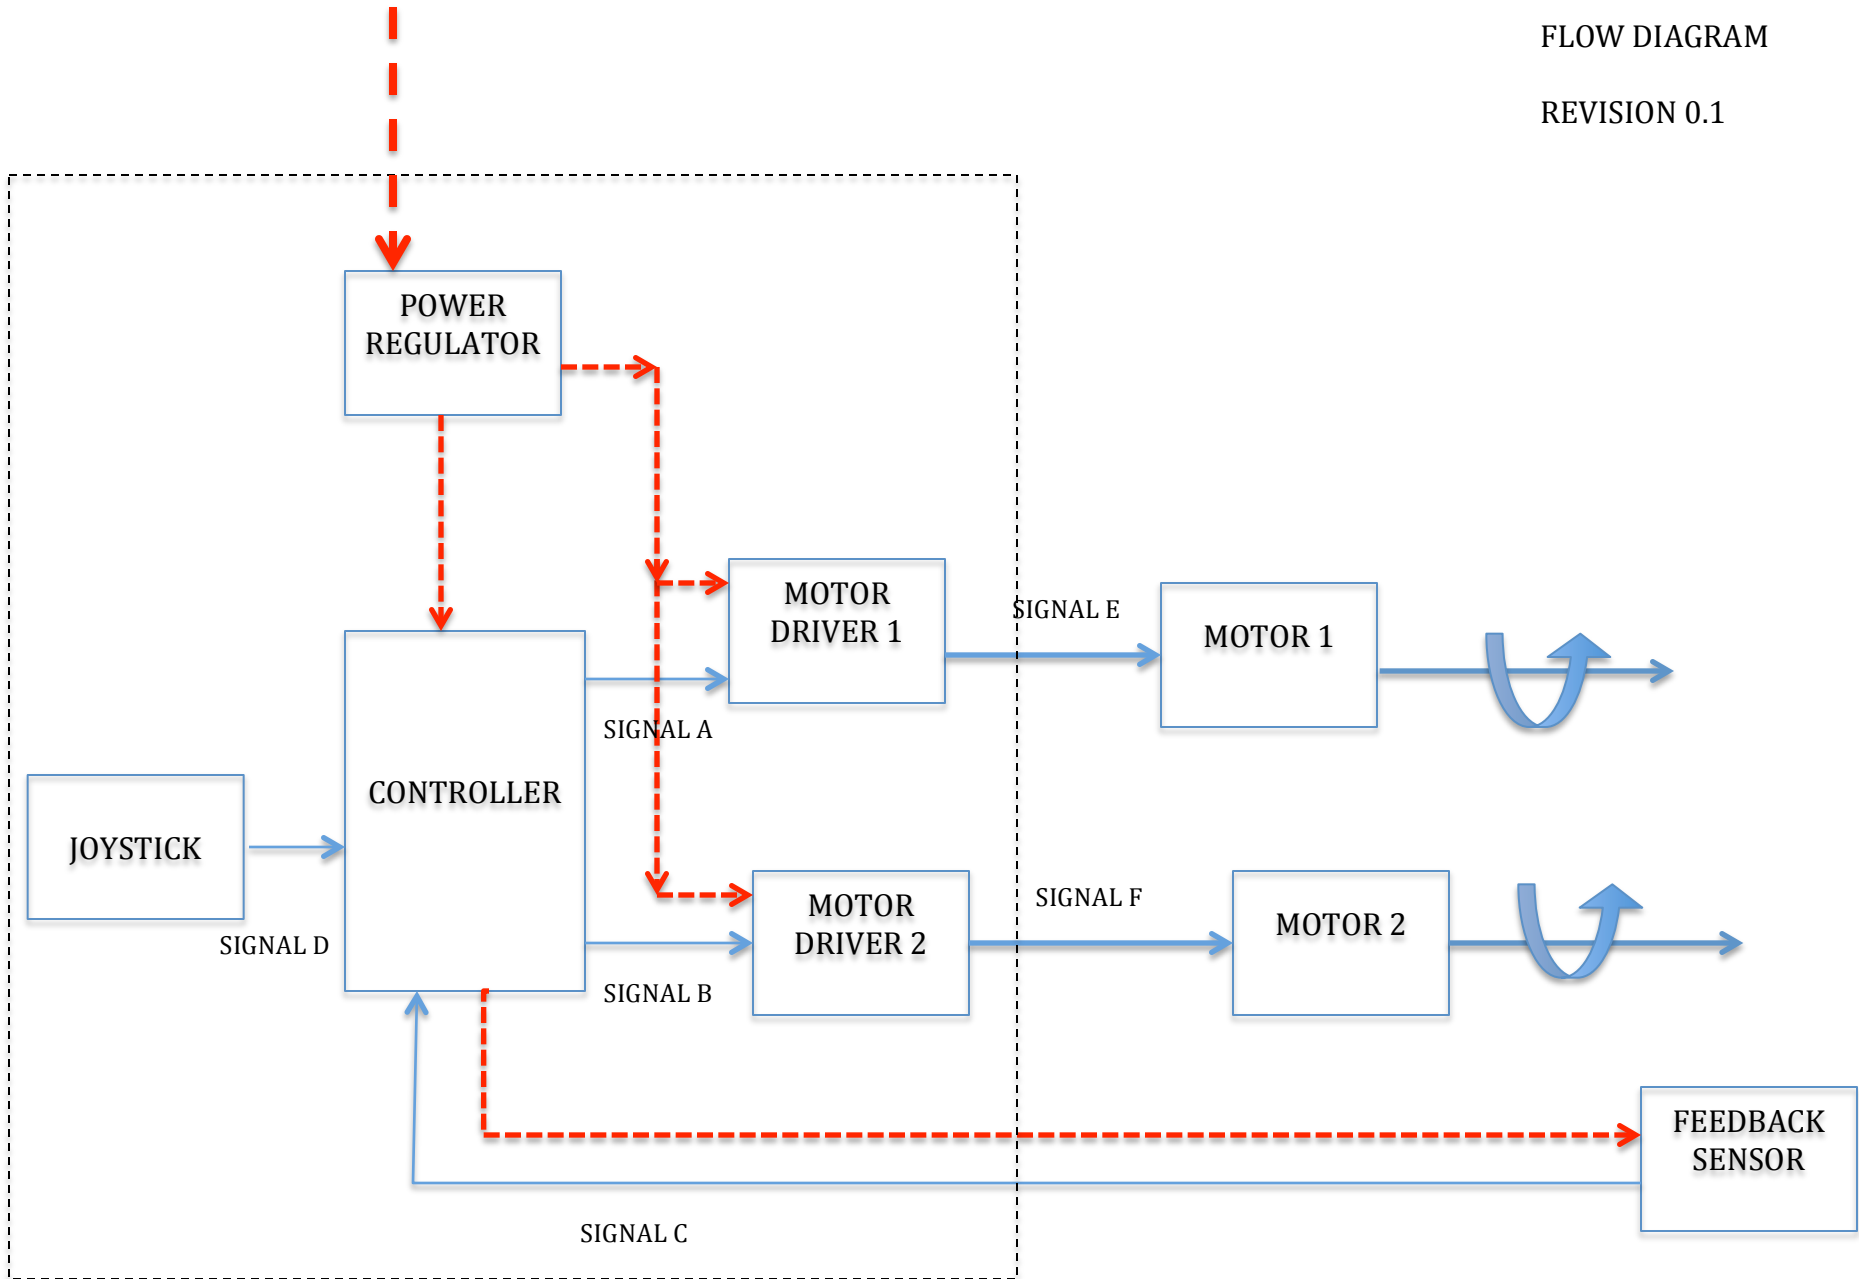 FLOW DIAGRAM
REVISION 0.1
POWER
REGULATOR
MOTOR
DRIVER 1
SIGNAL E
MOTOR 1
SIGNAL A
CONTROLLER
JOYSTICK
SIGNAL D
MOTOR
DRIVER 2
SIGNAL F
MOTOR 2
SIGNAL B
FEEDBACK
SENSOR
SIGNAL C